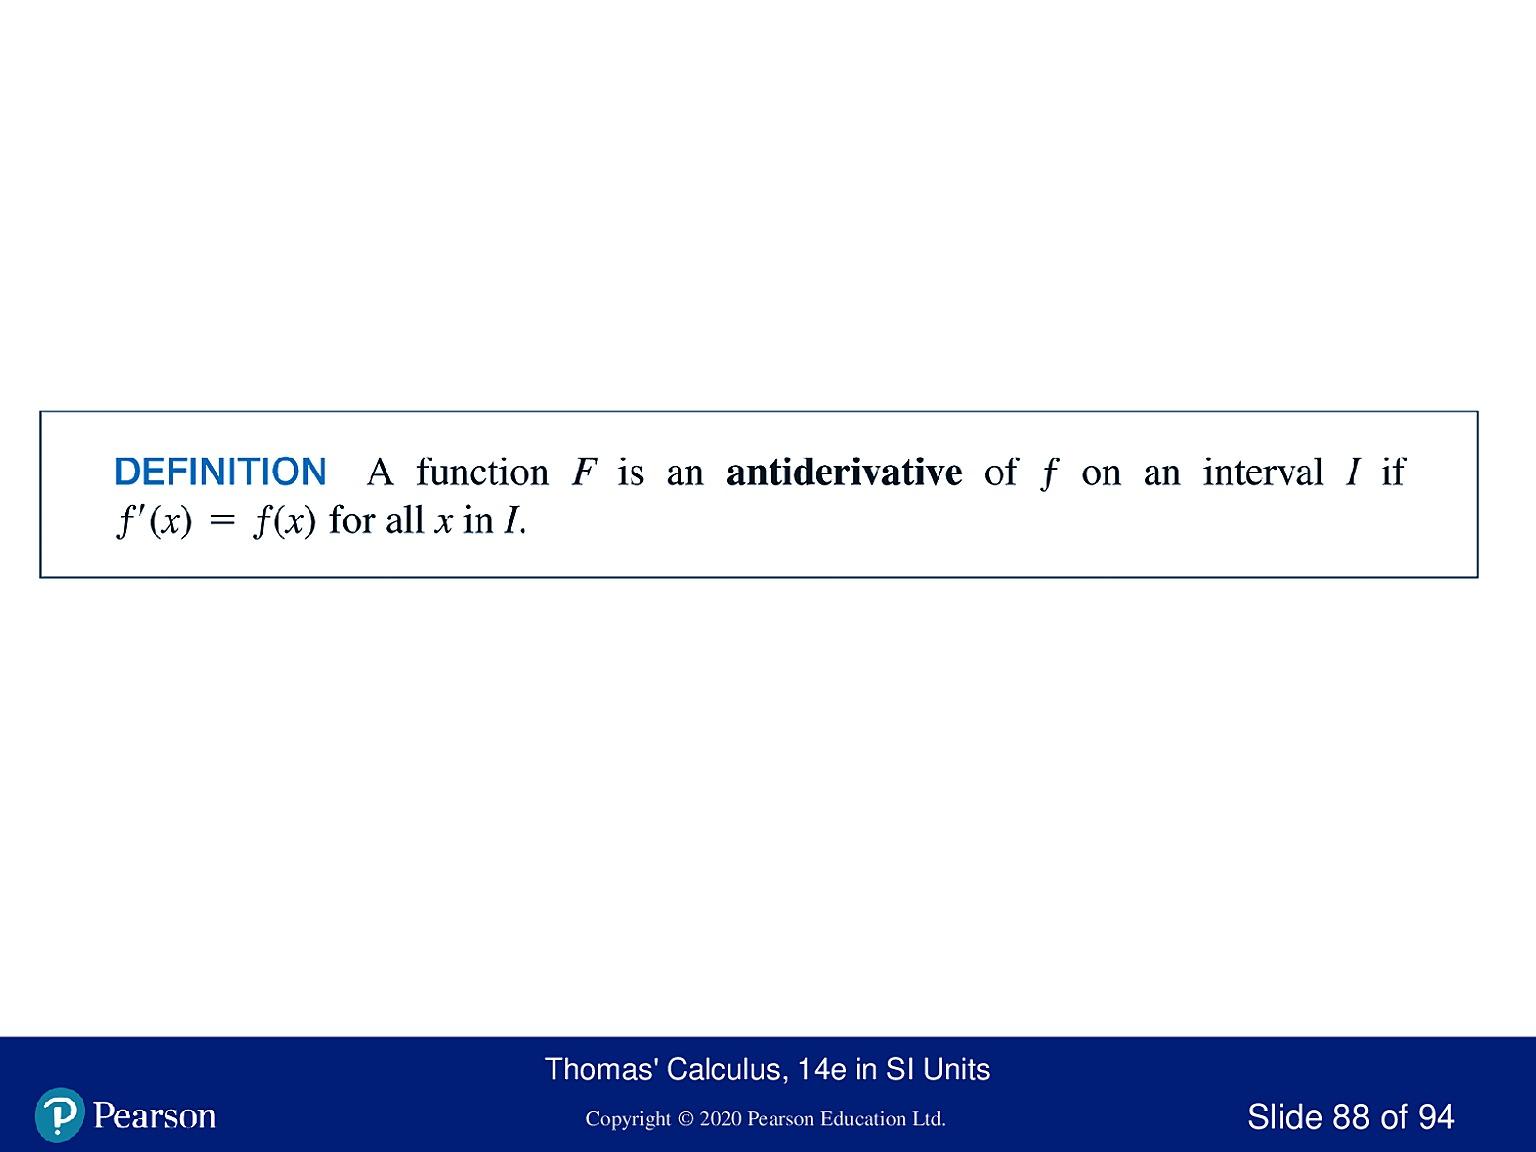 DEFINITION A function F is an antiderivative of f on an interval I if
f′(x) = f(x) for all x in I.
Thomas' Calculus, 14e in SI Units
Pearson
Copyright © 2020 Pearson Education Ltd.
Slide 88 of 94